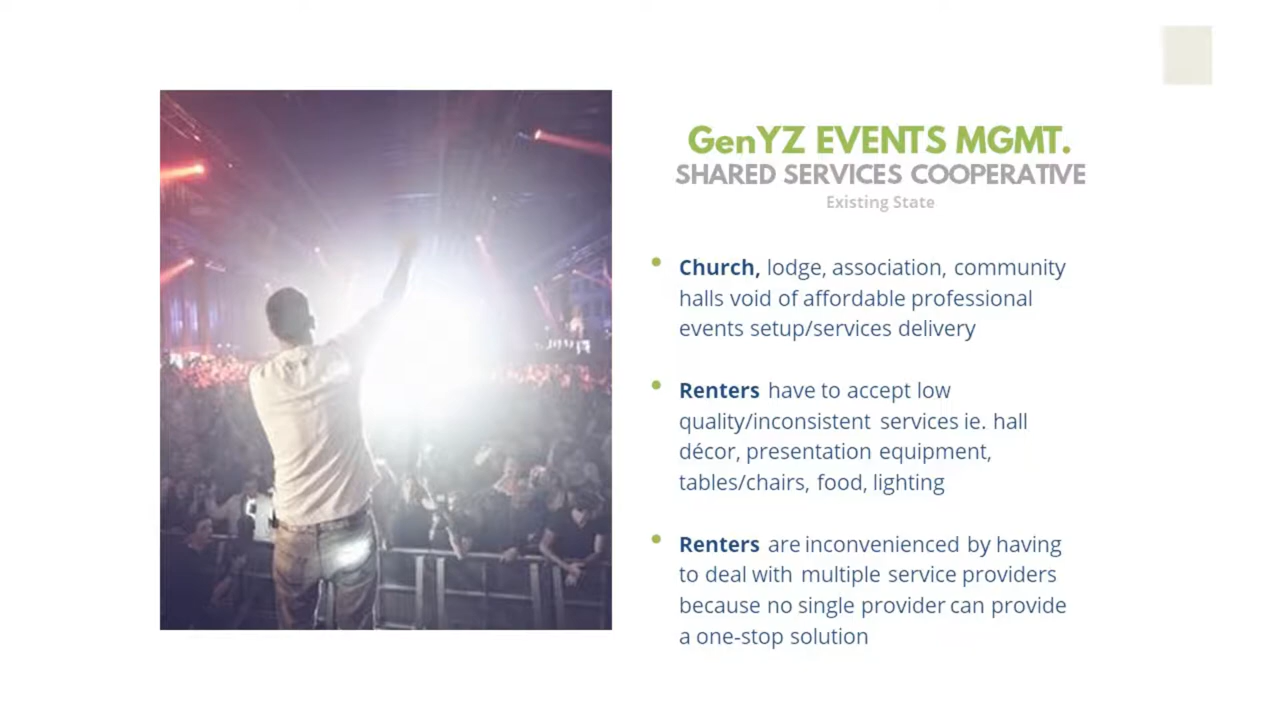 GenYZ EVENTS MGMT.
SHARED SERVICES COOPERATIVE
Existing State
• Church, lodge, association, community
halls void of affordable professional
events setup/services delivery
• Renters have to accept low
quality/inconsistent services ie. hall
décor, presentation equipment,
tables/chairs, food, lighting
• Renters are inconvenienced by having
to deal with multiple service providers
because no single provider can provide
a one-stop solution